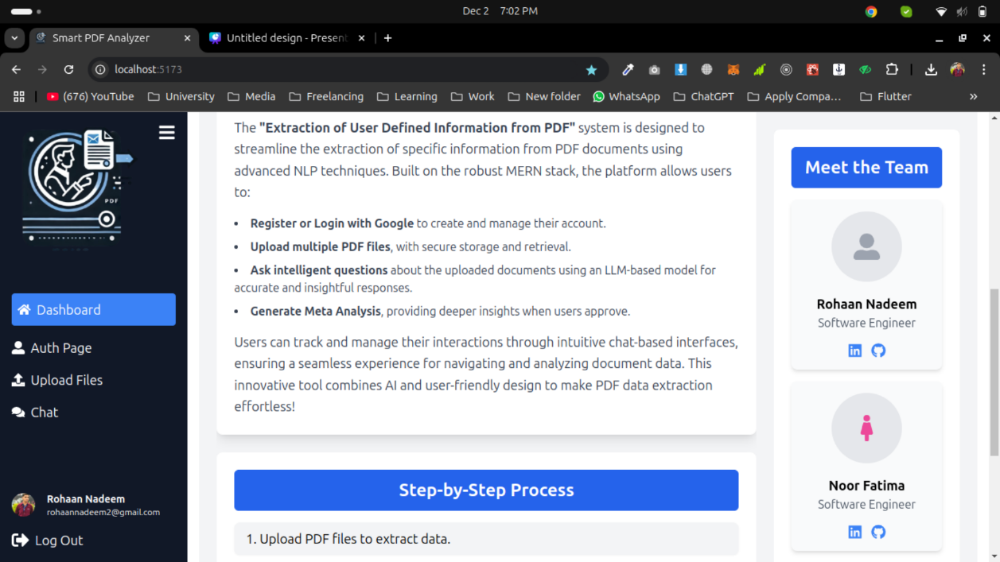 Dec 2 7:02 PM
Smart PDF Analyzer
Untitled design - Present
localhost:5173
(676) YouTube
University
Media
Freelancing
Learning
Work
New folder
WhatsApp
ChatGPT
Apply Compa...
Flutter
PDF
Dashboard
Auth Page
Upload Files
Chat
Rohaan Nadeem
rohaannadeem2@gmail.com
Log Out
The "Extraction of User Defined Information from PDF" system is designed to
streamline the extraction of specific information from PDF documents using
advanced NLP techniques. Built on the robust MERN stack, the platform allows users
to:
• Register or Login with Google to create and manage their account.
• Upload multiple PDF files, with secure storage and retrieval.
• Ask intelligent questions about the uploaded documents using an LLM-based model for
accurate and insightful responses.
• Generate Meta Analysis, providing deeper insights when users approve.
Users can track and manage their interactions through intuitive chat-based interfaces,
ensuring a seamless experience for navigating and analyzing document data. This
innovative tool combines AI and user-friendly design to make PDF data extraction
effortless!
Step-by-Step Process
1. Upload PDF files to extract data.
Meet the Team
Rohaan Nadeem
Software Engineer
Noor Fatima
Software Engineer